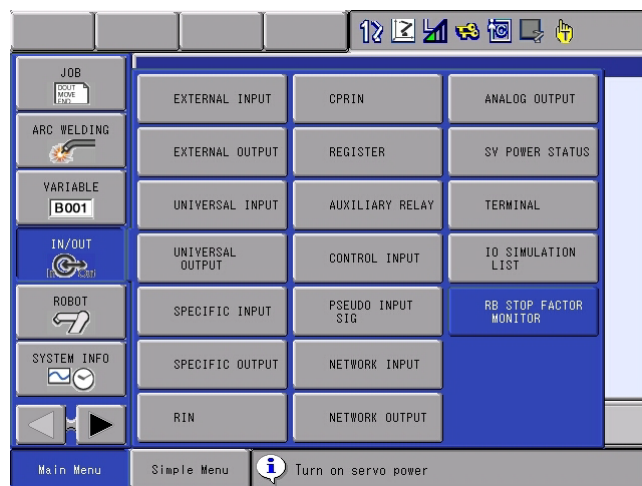 JOB
DOUT
MOVE
END
ARC WELDING
VARIABLE
B001
IN/OUT
In
Out
ROBOT
SYSTEM INFO
EXTERNAL INPUT
EXTERNAL OUTPUT
UNIVERSAL INPUT
UNIVERSAL
OUTPUT
SPECIFIC INPUT
SPECIFIC OUTPUT
RIN
CPRIN
REGISTER
AUXILIARY RELAY
CONTROL INPUT
PSEUDO INPUT
SIG
NETWORK INPUT
NETWORK OUTPUT
ANALOG OUTPUT
SV POWER STATUS
TERMINAL
IO SIMULATION
LIST
RB STOP FACTOR
MONITOR
Main Menu
Simple Menu
Turn on servo power